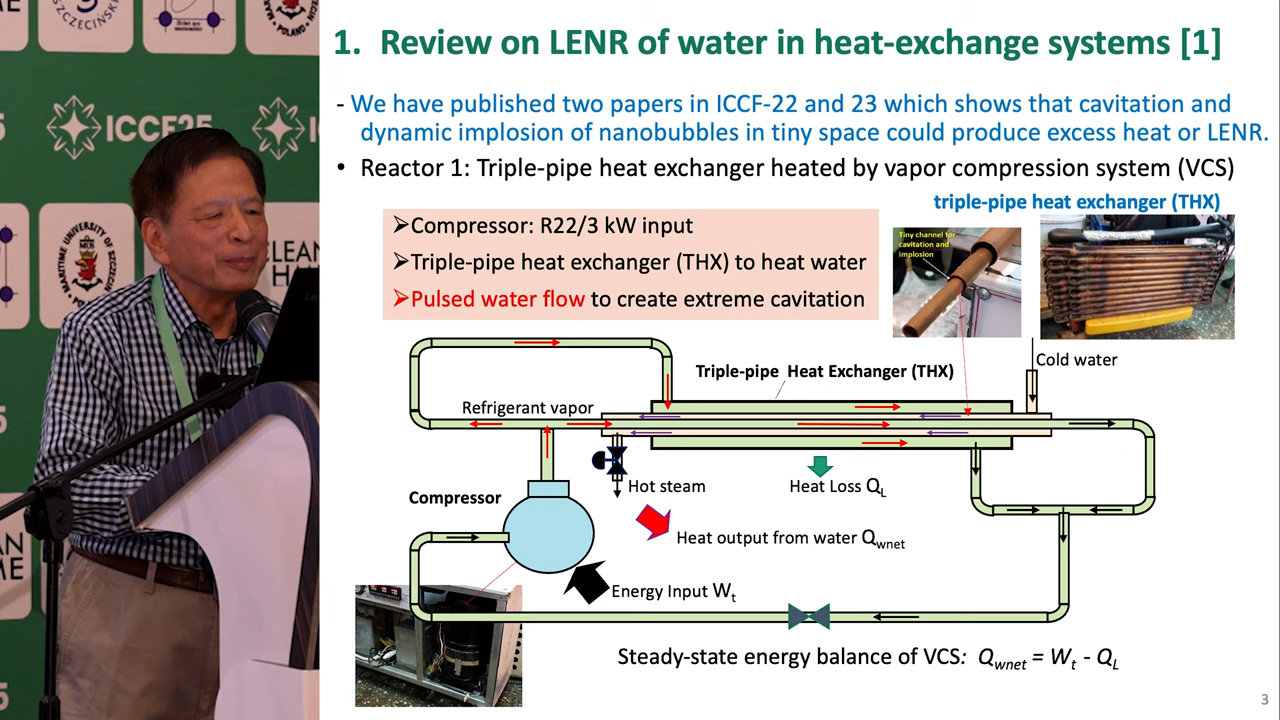 1. Review on LENR of water in heat-exchange systems [1]
- We have published two papers in ICCF-22 and 23 which shows that cavitation and
dynamic implosion of nanobubbles in tiny space could produce excess heat or LENR.
• Reactor 1: Triple-pipe heat exchanger heated by vapor compression system (VCS)
triple-pipe heat exchanger (THX)
➢Compressor: R22/3 kW input
➢Triple-pipe heat exchanger (THX) to heat water
➢Pulsed water flow to create extreme cavitation
Tiny channel for
cavitation and
implosion
Cold water
Triple-pipe Heat Exchanger (THX)
Refrigerant vapor
Hot steam
Heat Loss QL
Compressor
Heat output from water Qwnet
Energy Input Wt
Steady-state energy balance of VCS: Qwnet = Wt - QL
3
ICCF25
MARITIME UNIVERSITY OF SZCZECIN
CLEAN